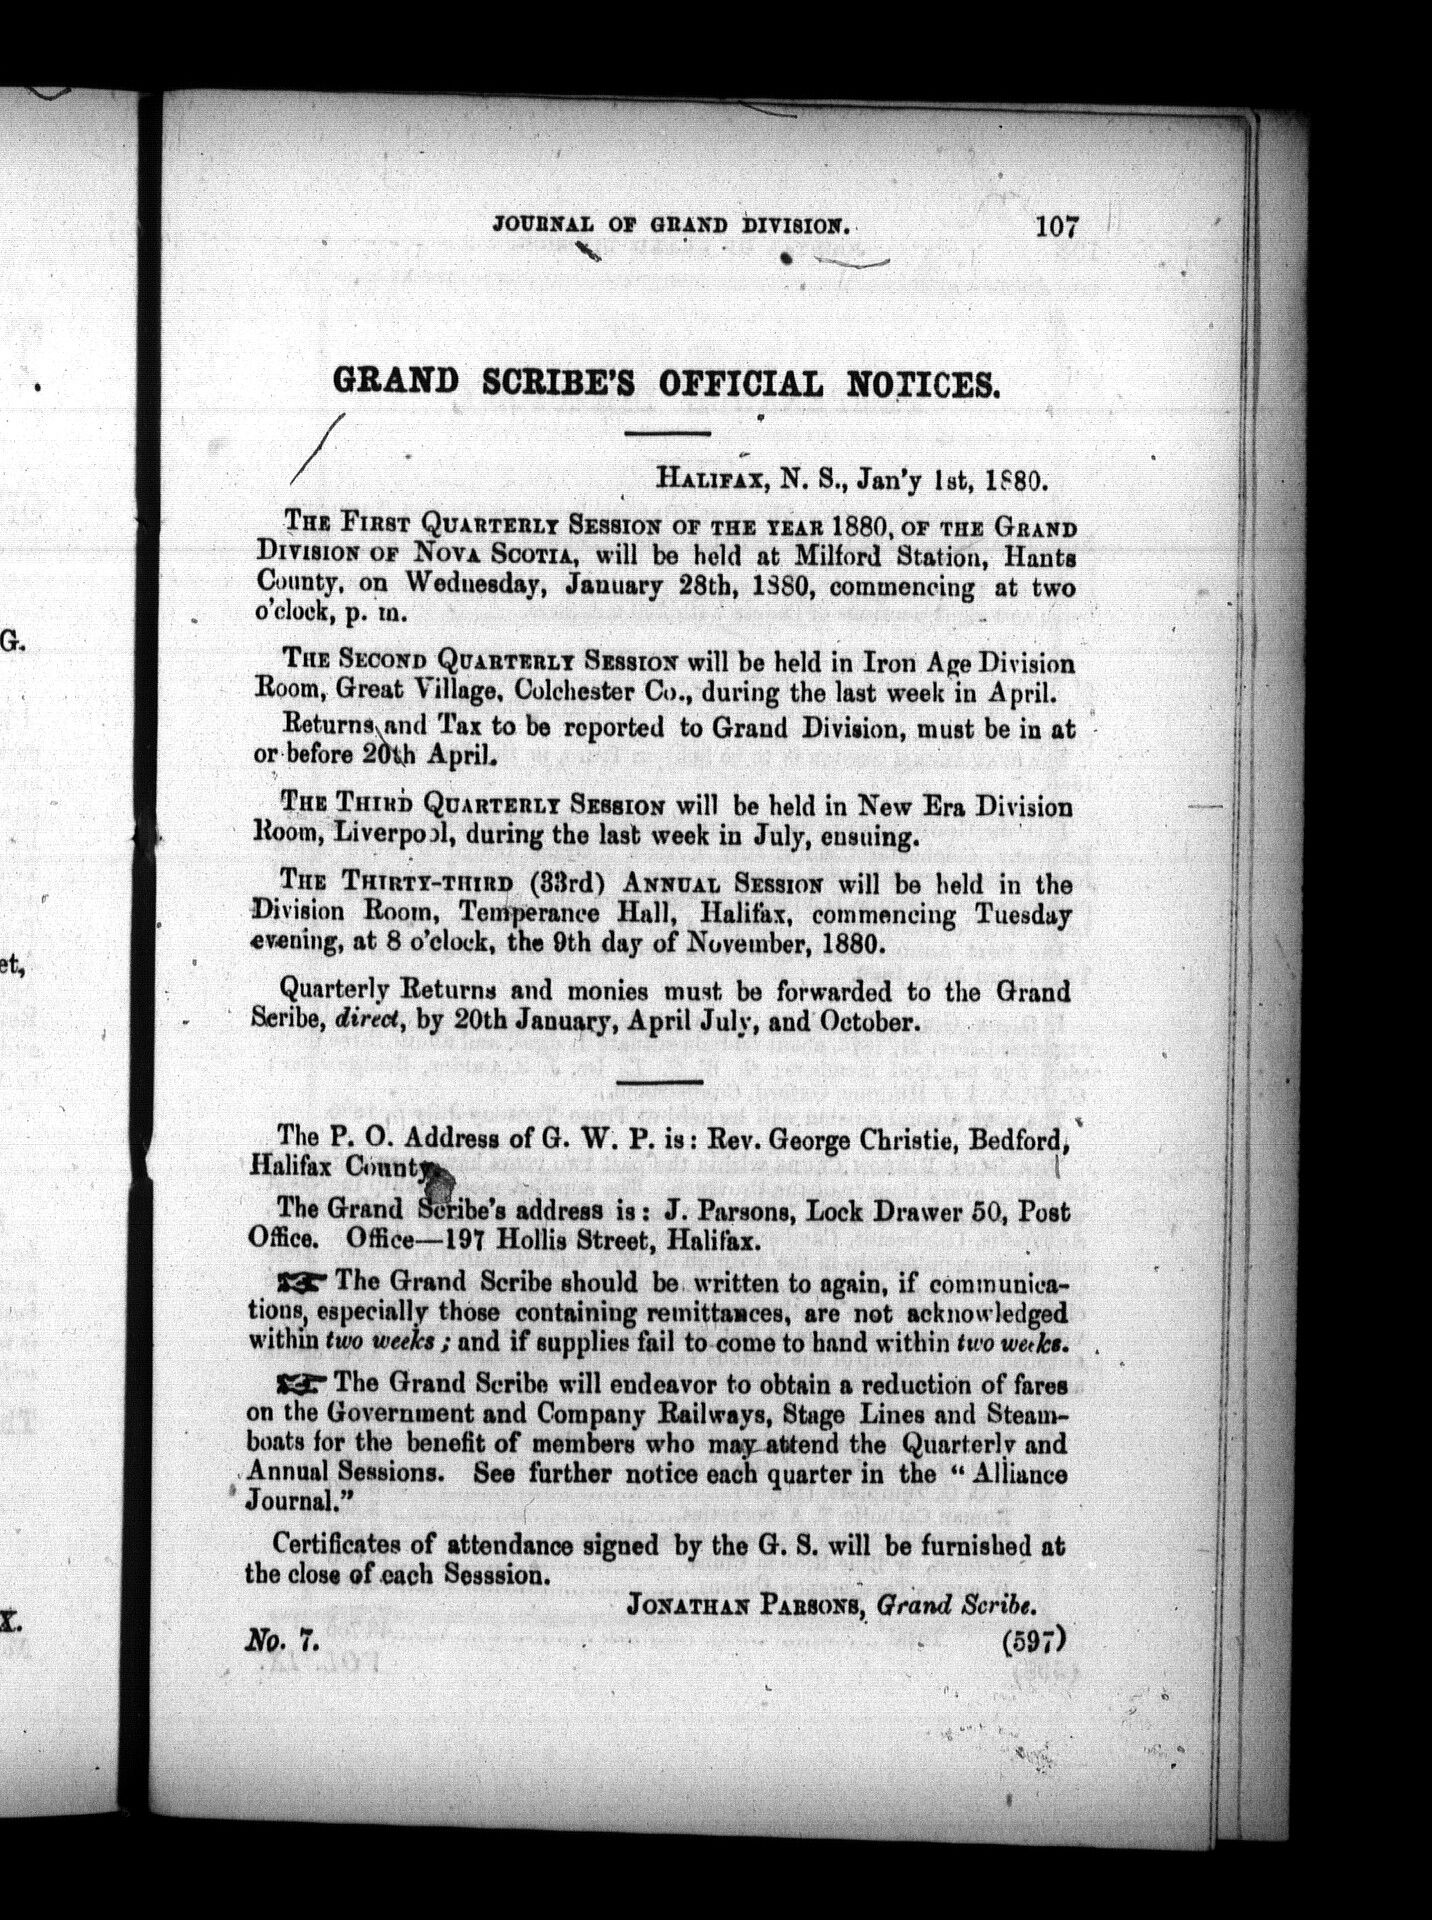 JOURNAL OF GRAND DIVISION. 107
GRAND SCRIBE'S OFFICIAL NOTICES.
HALIFAX, N. S., Jan'y 1st, 1880.
THE FIRST QUARTERLY SESSION OF THE YEAR 1880, OF THE GRAND
DIVISION OF NOVA SCOTIA, will be held at Milford Station, Hants
County, on Wednesday, January 28th, 1880, commencing at two
o'clock, p. m.
THE SECOND QUARTERLY SESSION will be held in Iron Age Division
Room, Great Village, Colchester Co., during the last week in April.
Returns and Tax to be reported to Grand Division, must be in at
or before 20th April.
THE THIRD QUARTERLY SESSION will be held in New Era Division
Room, Liverpool, during the last week in July, ensuing.
THE THIRTY-THIRD (33rd) ANNUAL SESSION will be held in the
Division Room, Temperance Hall, Halifax, commencing Tuesday
evening, at 8 o'clock, the 9th day of November, 1880.
Quarterly Returns and monies must be forwarded to the Grand
Scribe, direct, by 20th January, April July, and October.
The P. O. Address of G. W. P. is: Rev. George Christie, Bedford,
Halifax County.
The Grand Scribe's address is: J. Parsons, Lock Drawer 50, Post
Office. Office—197 Hollis Street, Halifax.
☞ The Grand Scribe should be written to again, if communica-
tions, especially those containing remittances, are not acknowledged
within two weeks; and if supplies fail to come to hand within two weeks.
☞ The Grand Scribe will endeavor to obtain a reduction of fares
on the Government and Company Railways, Stage Lines and Steam-
boats for the benefit of members who may attend the Quarterly and
Annual Sessions. See further notice each quarter in the "Alliance
Journal."
Certificates of attendance signed by the G. S. will be furnished at
the close of each Sesssion.
JONATHAN PARSONS, Grand Scribe.
No. 7. (597)